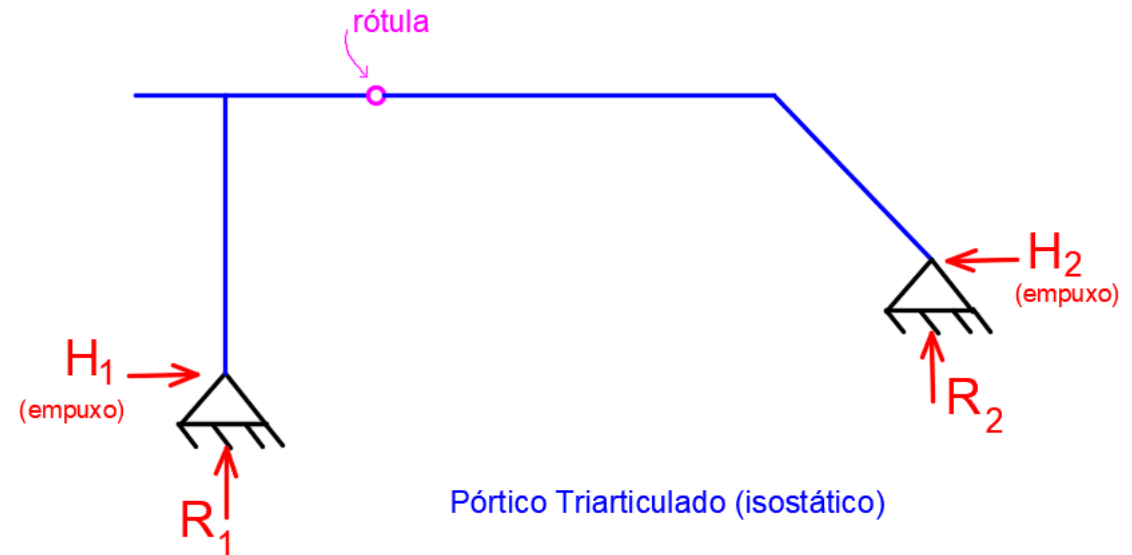 rótula
H2
(empuxo)
H1
(empuxo)
R2
R1
Pórtico Triarticulado (isostático)